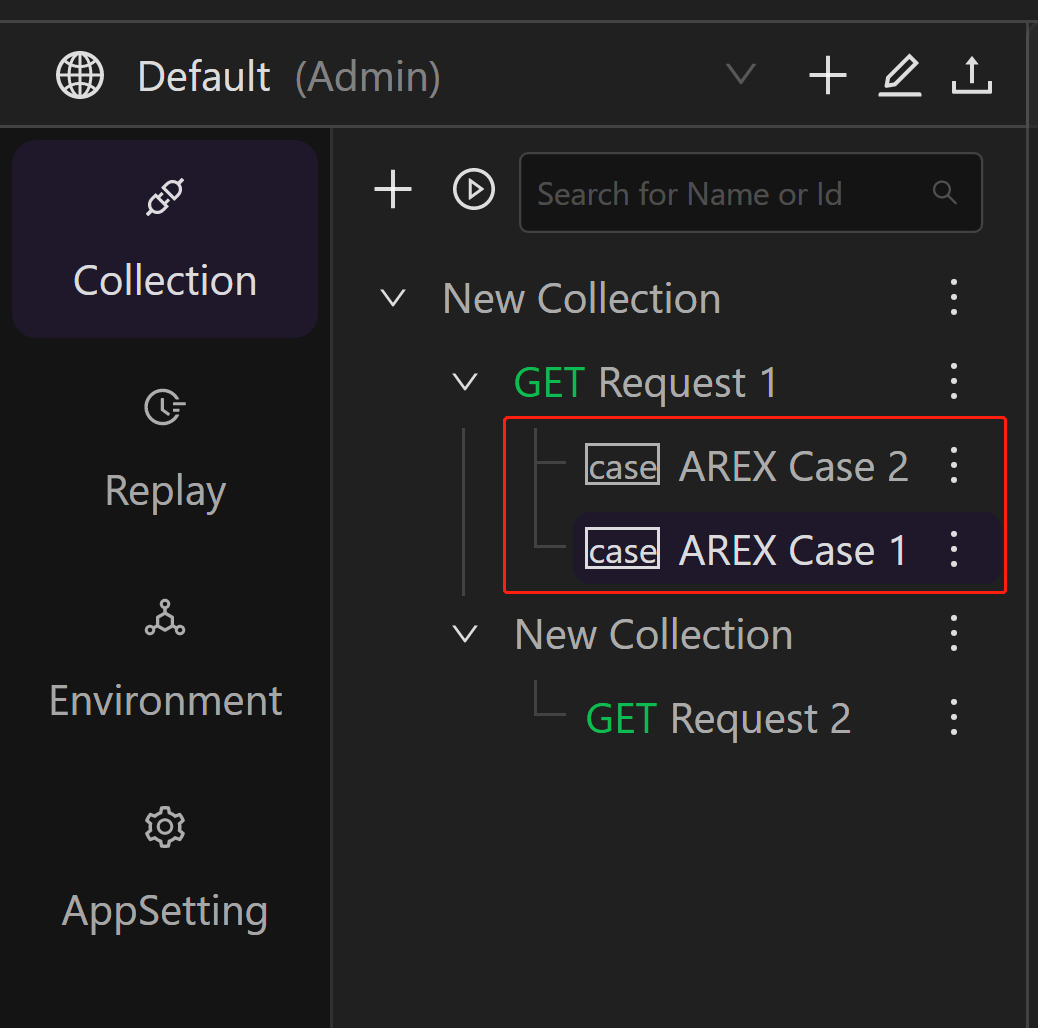 Default (Admin)
Search for Name or Id
Collection
New Collection
GET Request 1
case AREX Case 2
case AREX Case 1
New Collection
GET Request 2
Replay
Environment
AppSetting